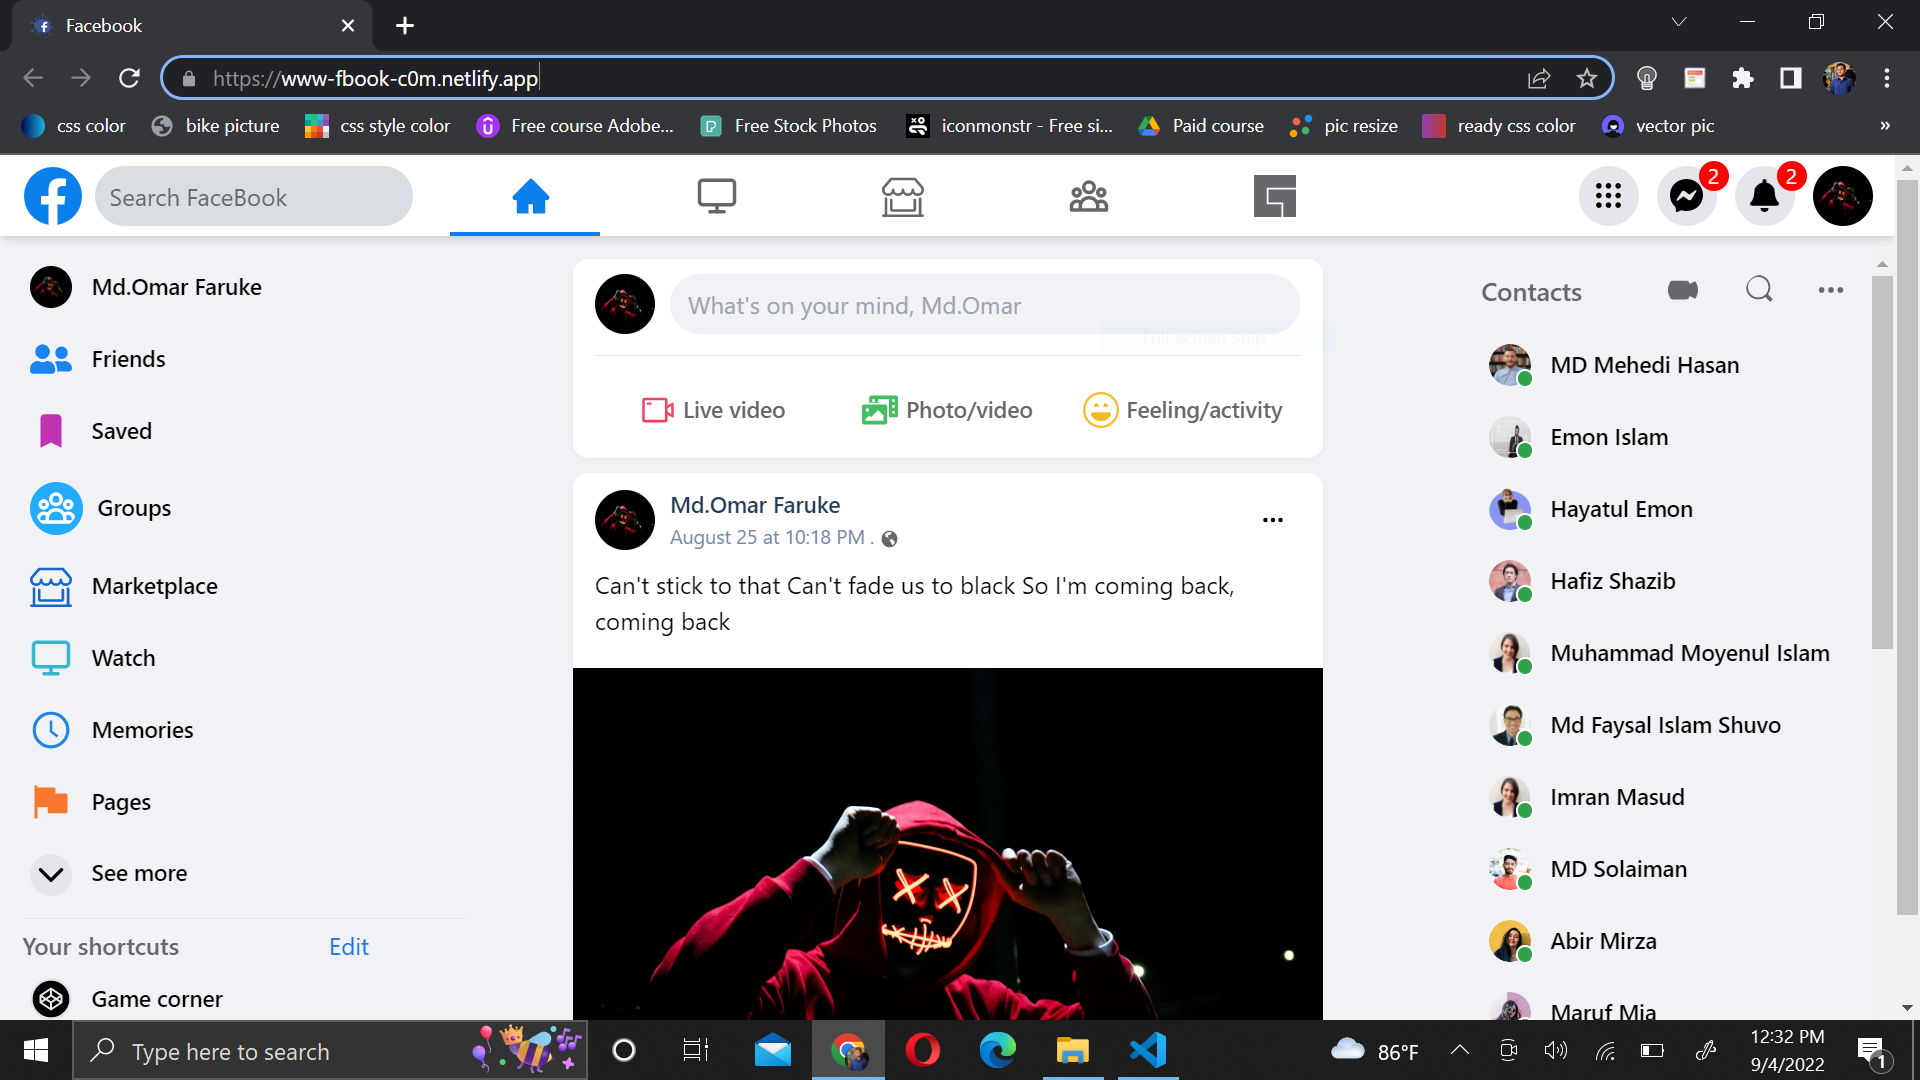 Facebook
https://www-fbook-c0m.netlify.app
css color
bike picture
css style color
Free course Adobe...
Free Stock Photos
iconmonstr - Free si...
Paid course
pic resize
ready css color
vector pic
»
Search FaceBook
2
2
Md.Omar Faruke
Friends
Saved
Groups
Marketplace
Watch
Memories
Pages
See more
Your shortcuts Edit
Game corner
What's on your mind, Md.Omar
Full-screen Snip
Live video
Photo/video
Feeling/activity
Md.Omar Faruke
August 25 at 10:18 PM .
Can't stick to that Can't fade us to black So I'm coming back,
coming back
Contacts
MD Mehedi Hasan
Emon Islam
Hayatul Emon
Hafiz Shazib
Muhammad Moyenul Islam
Md Faysal Islam Shuvo
Imran Masud
MD Solaiman
Abir Mirza
Maruf Mia
Type here to search
86°F
12:32 PM
9/4/2022
1